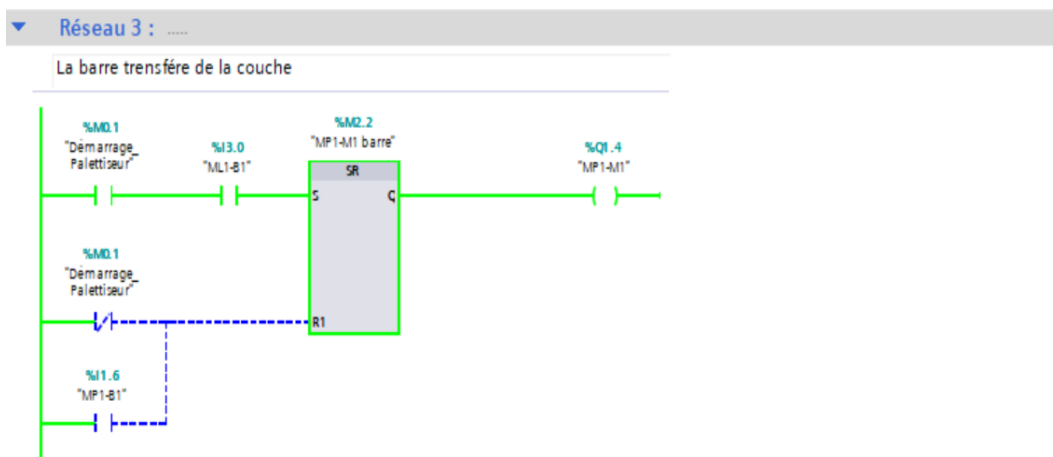 Réseau 3 : .....
La barre trensfére de la couche
%M0.1
"Démarrage_
Palettiseur"
%I3.0
"ML1-B1"
%M2.2
"MP1-M1 barre"
SR
S
Q
%Q1.4
"MP1-M1"
%M0.1
"Démarrage_
Palettiseur"
R1
%I1.6
"MP1-B1"